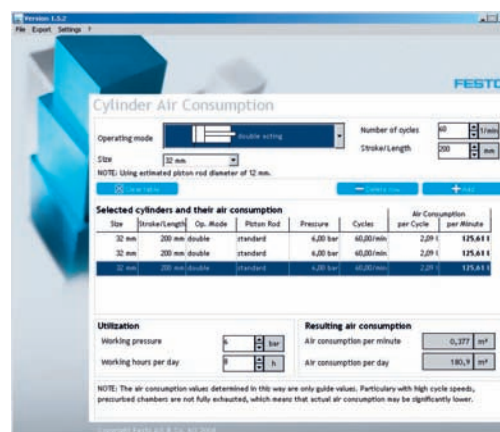 Version 1.5.2
File Export Settings ?
FESTO
Cylinder Air Consumption
Operating mode double acting Number of cycles 60 1/min
Stroke/Length 200 mm
Size 32 mm
NOTE: Using estimated piston rod diameter of 12 mm.
Clear table Delete row Add
Selected cylinders and their air consumption
Air Consumption
Size Stroke/Length Op. Mode Piston Rod Pressure Cycles per Cycle per Minute
32 mm 200 mm double standard 6,00 bar 60,00/min 2,09 l 125,61 l
32 mm 200 mm double standard 6,00 bar 60,00/min 2,09 l 125,61 l
32 mm 200 mm double standard 6,00 bar 60,00/min 2,09 l 125,61 l
Utilization Resulting air consumption
Working pressure 6 bar Air consumption per minute 0,377 m³
Working hours per day 8 h Air consumption per day 180,9 m³
NOTE: The air consumption values determined in this way are only guide values. Particulary with high cycle speeds,
pressurized chambers are not fully exhausted, which means that actual air consumption may be significantly lower.
Copyright Festo AG & Co. KG 2004